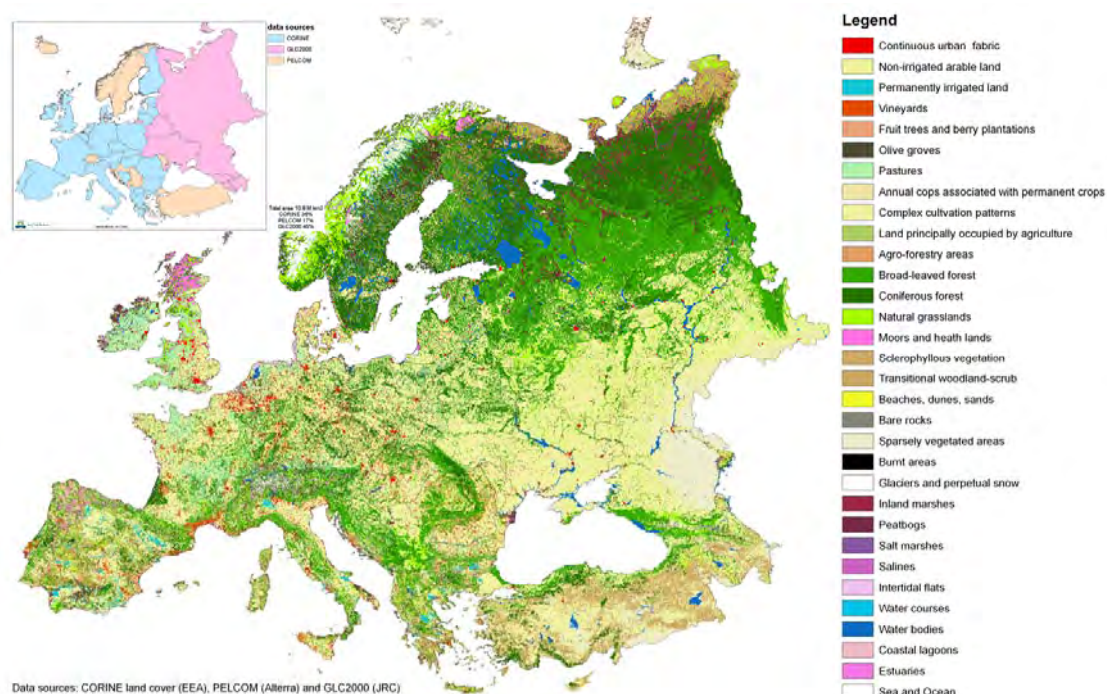 data sources
CORINE
GLC2000
PELCOM
Legend
Continuous urban fabric
Non-irrigated arable land
Permanently irrigated land
Vineyards
Fruit trees and berry plantations
Olive groves
Pastures
Annual cops associated with permanent crops
Complex cultivation patterns
Land principally occupied by agriculture
Agro-forestry areas
Broad-leaved forest
Coniferous forest
Natural grasslands
Moors and heath lands
Sclerophyllous vegetation
Transitional woodland-scrub
Beaches, dunes, sands
Bare rocks
Sparsely vegetated areas
Burnt areas
Glaciers and perpetual snow
Inland marshes
Peatbogs
Salt marshes
Salines
Intertidal flats
Water courses
Water bodies
Coastal lagoons
Estuaries
Sea and Ocean
Data sources: CORINE land cover (EEA), PELCOM (Alterra) and GLC2000 (JRC)